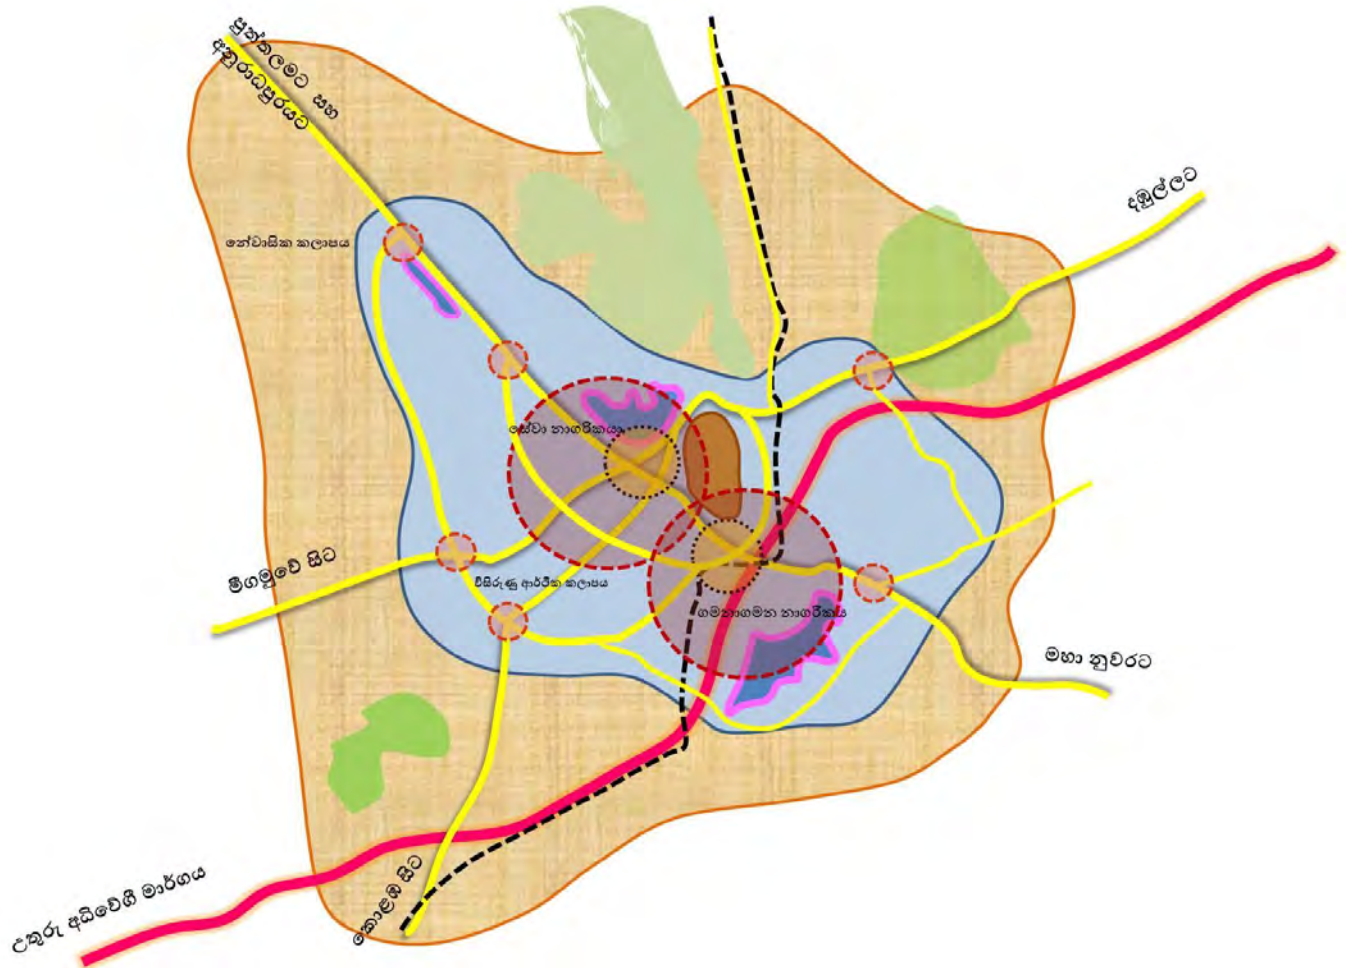 පුත්තලමට සහ
අනුරාධපුරයට
දඹුල්ලට
නේවාසික කලාපය
සේවා නාගරිකයා
මීගමුවේ සිට
විසිරුණු ආර්ථික කලාපය
ගමනාගමන නාගරිකය
මහා නුවරට
කොළඹ සිට
උතුරු අධිවේගී මාර්ගය